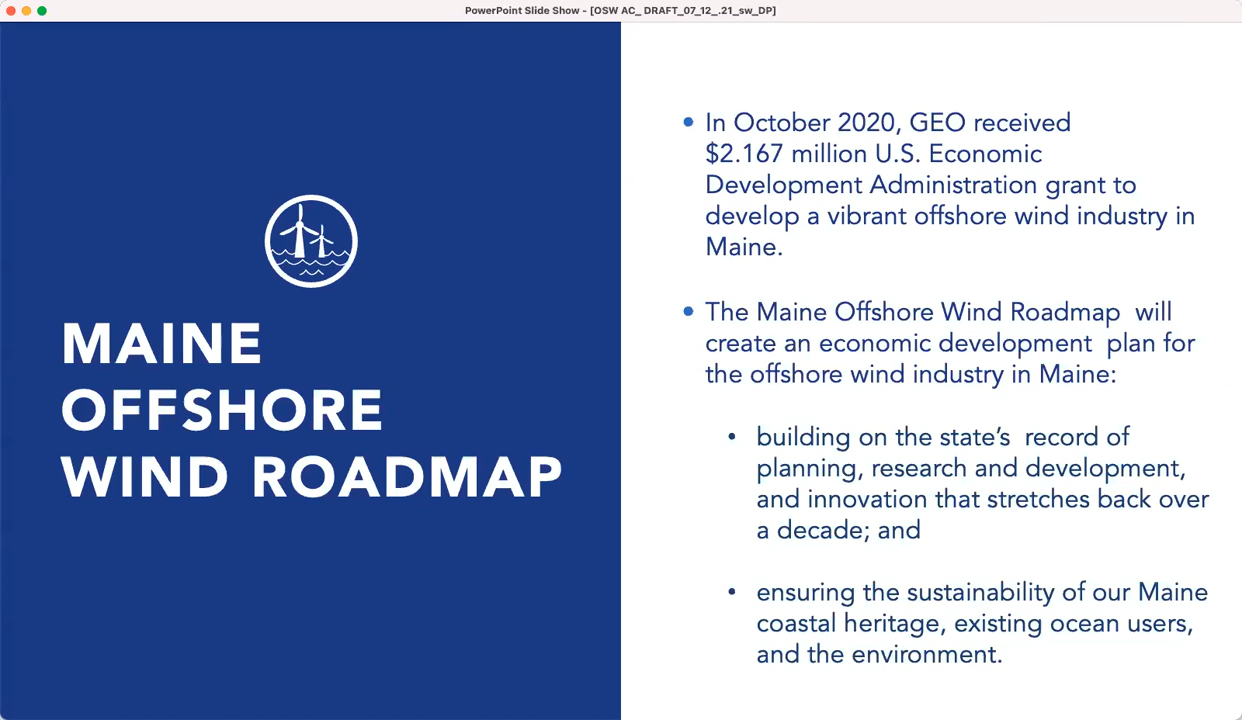 PowerPoint Slide Show - [OSW AC_ DRAFT_07_12_.21_sw_DP]
MAINE
OFFSHORE
WIND ROADMAP
• In October 2020, GEO received
$2.167 million U.S. Economic
Development Administration grant to
develop a vibrant offshore wind industry in
Maine.
• The Maine Offshore Wind Roadmap  will
create an economic development  plan for
the offshore wind industry in Maine:
• building on the state’s  record of
planning, research and development,
and innovation that stretches back over
a decade; and
• ensuring the sustainability of our Maine
coastal heritage, existing ocean users,
and the environment.